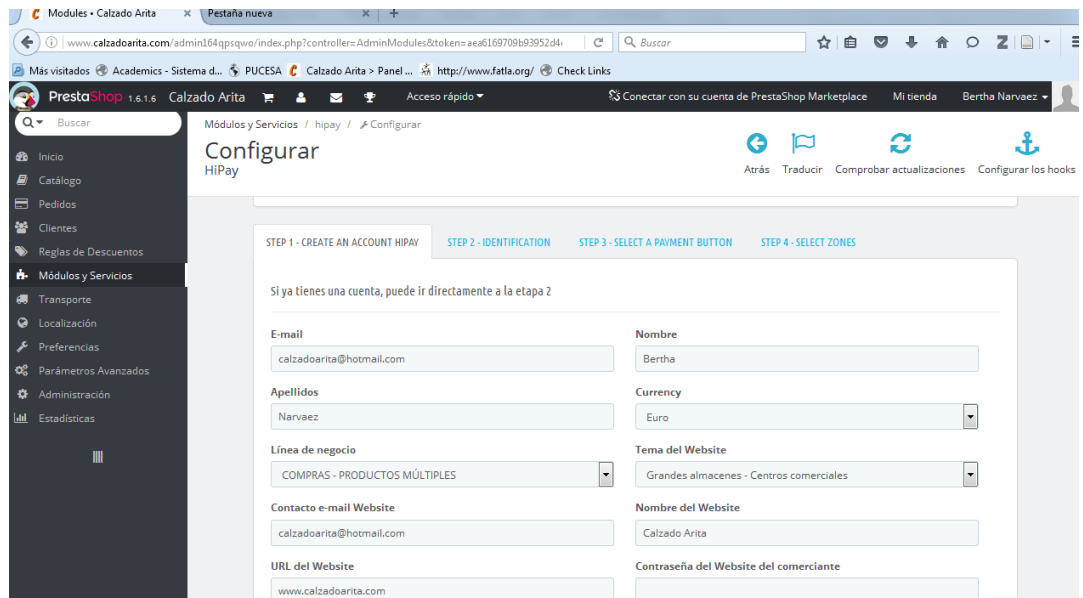 Modules • Calzado Arita × Pestaña nueva × +
www.calzadoarita.com/admin164qpsqwo/index.php?controller=AdminModules&token=aea6169709b93952d4 Buscar
Más visitados Academics - Sistema d... PUCESA Calzado Arita > Panel ... http://www.fatla.org/ Check Links
PrestaShop 1.6.1.6 Calzado Arita Acceso rápido Conectar con su cuenta de PrestaShop Marketplace Mi tienda Bertha Narvaez
Buscar
Módulos y Servicios / hipay / Configurar
Configurar
HiPay
Atrás Traducir Comprobar actualizaciones Configurar los hooks
Inicio
Catálogo
Pedidos
Clientes
Reglas de Descuentos
Módulos y Servicios
Transporte
Localización
Preferencias
Parámetros Avanzados
Administración
Estadísticas
STEP 1 - CREATE AN ACCOUNT HIPAY STEP 2 - IDENTIFICATION STEP 3 - SELECT A PAYMENT BUTTON STEP 4 - SELECT ZONES
Si ya tienes una cuenta, puede ir directamente a la etapa 2
E-mail Nombre
calzadoarita@hotmail.com Bertha
Apellidos Currency
Narvaez Euro
Línea de negocio Tema del Website
COMPRAS - PRODUCTOS MÚLTIPLES Grandes almacenes - Centros comerciales
Contacto e-mail Website Nombre del Website
calzadoarita@hotmail.com Calzado Arita
URL del Website Contraseña del Website del comerciante
www.calzadoarita.com